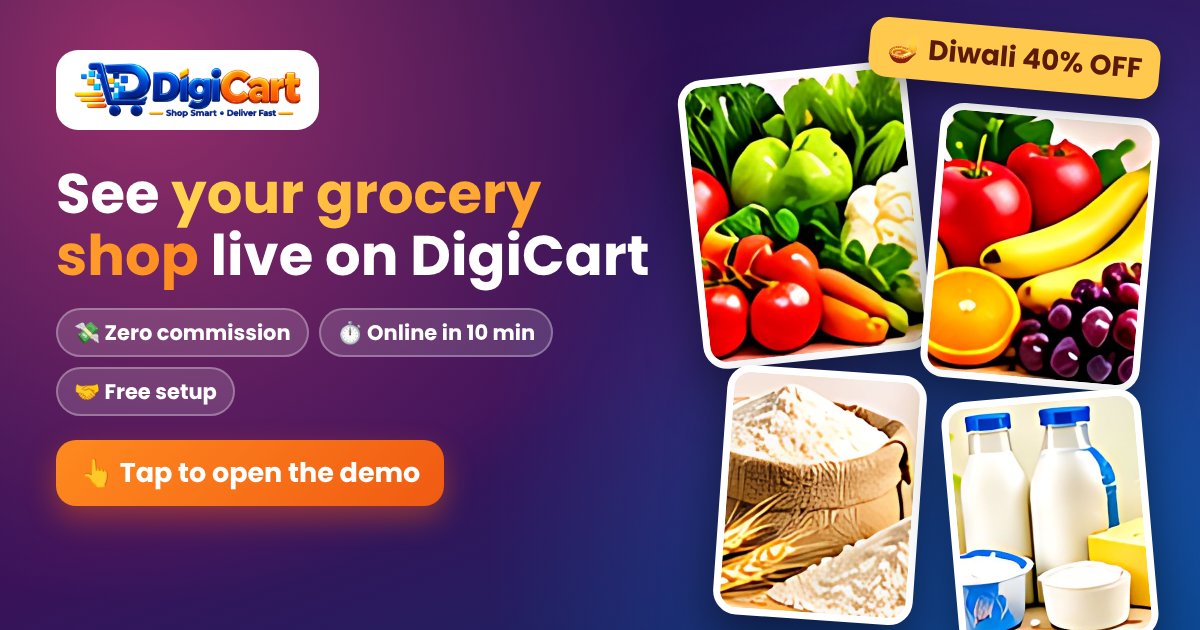 DigiCart
Shop Smart • Deliver Fast
Diwali 40% OFF
See your grocery
shop live on DigiCart
💸 Zero commission
⏱️ Online in 10 min
🤝 Free setup
👆 Tap to open the demo